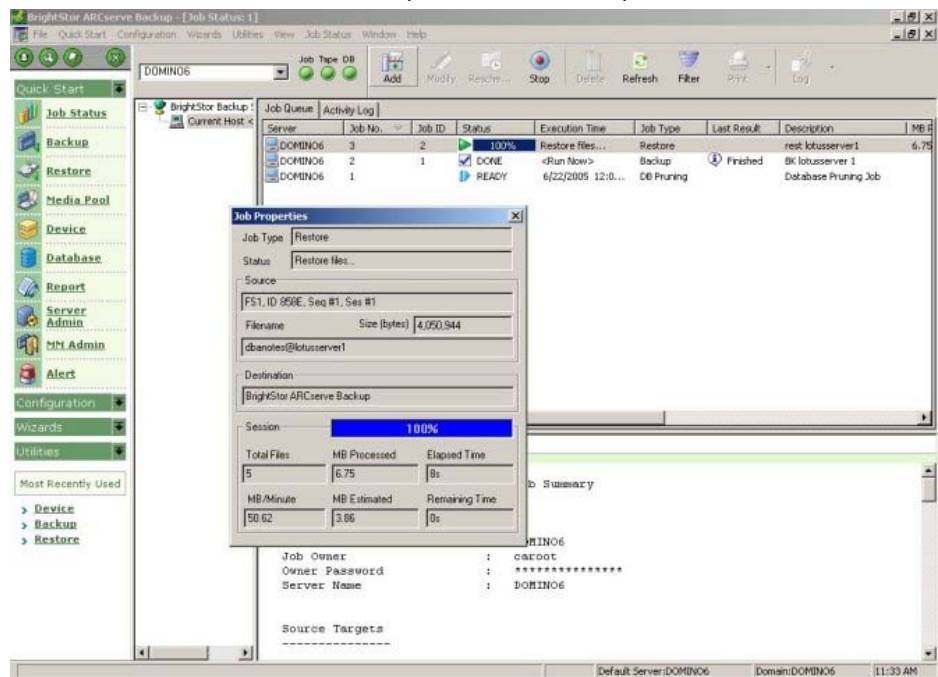 BrightStor ARCserve Backup - [Job Status: 1]
File Quick Start Configuration Wizards Utilities View Job Status Window Help
DOMINO6
Job Tape DB
Add Modify Resche... Stop Delete Refresh Filter Print Log
Quick Start
Job Status
Backup
Restore
Media Pool
Device
Database
Report
Server Admin
MM Admin
Alert
Configuration
Wizards
Utilities
Most Recently Used
Device
Backup
Restore
BrightStor Backup
Current Host <
Job Queue Activity Log
Server Job No. Job ID Status Execution Time Job Type Last Result Description MB
DOMINO6 3 2 100% Restore files... Restore rest lotusserver1 6.75
DOMINO6 2 1 DONE <Run Now> Backup Finished BK lotusserver 1
DOMINO6 1 READY 6/22/2005 12:0... DB Pruning Database Pruning Job
Job Properties
Job Type Restore
Status Restore files...
Source
FS1, ID 858E, Seq #1, Ses #1
Filename Size (bytes) 4,050,944
dbanotes@lotusserver1
Destination
BrightStor ARCserve Backup
Session 100%
Total Files MB Processed Elapsed Time
5 6.75 8s
MB/Minute MB Estimated Remaining Time
50.62 3.86 0s
b Summary
OMINO6
Job Owner : caroot
Owner Password : ***************
Server Name : DOMINO6
Source Targets
---------------
Default Server:DOMINO6 Domain:DOMINO6 11:33 AM